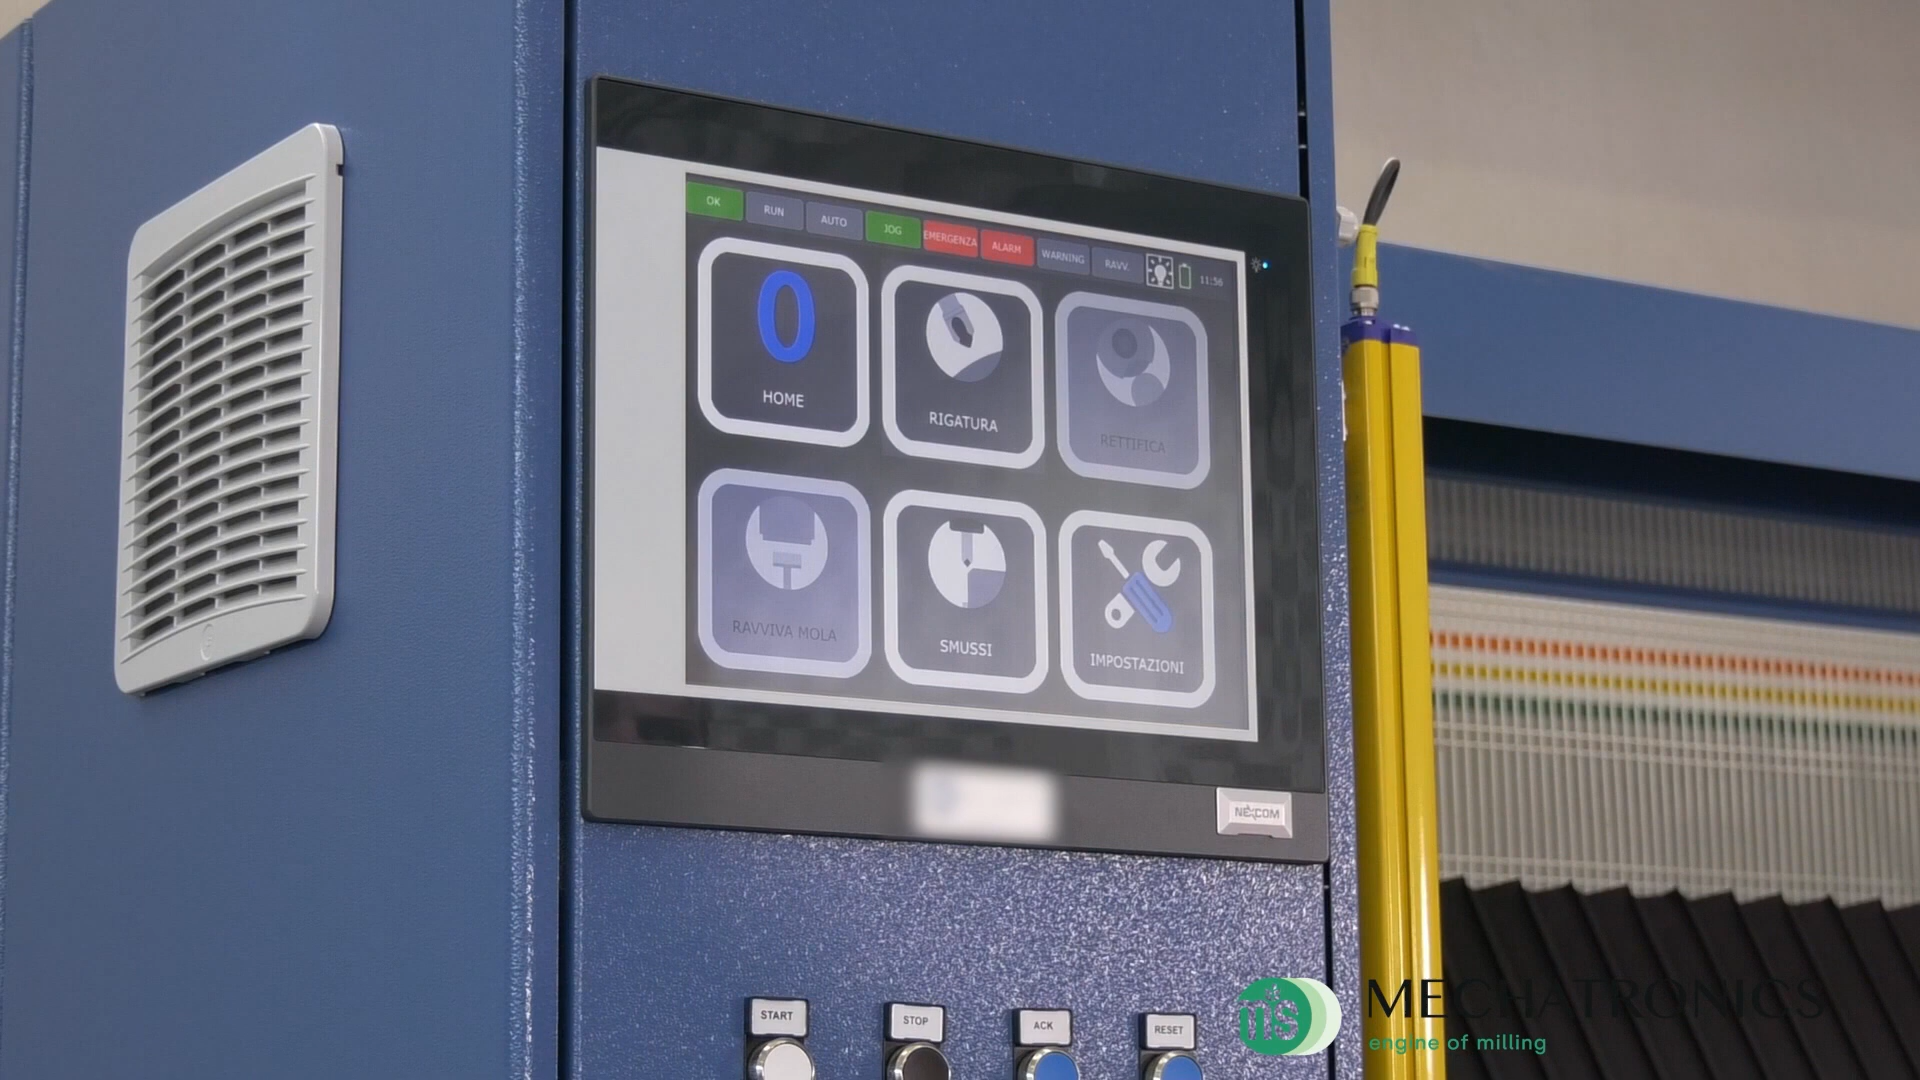 OK
RUN
AUTO
JOG
EMERGENZA
ALARM
WARNING
RAVV.
11:56
0
HOME
RIGATURA
RETTIFICA
RAVVIVA MOLA
SMUSSI
IMPOSTAZIONI
NEXCOM
START
STOP
ACK
RESET
ms
MECHATRONICS
engine of milling